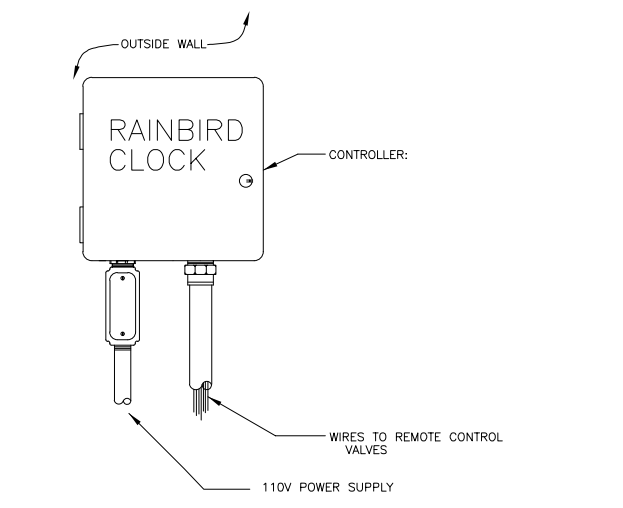 OUTSIDE WALL
RAINBIRD
CLOCK
CONTROLLER:
WIRES TO REMOTE CONTROL
VALVES
110V POWER SUPPLY